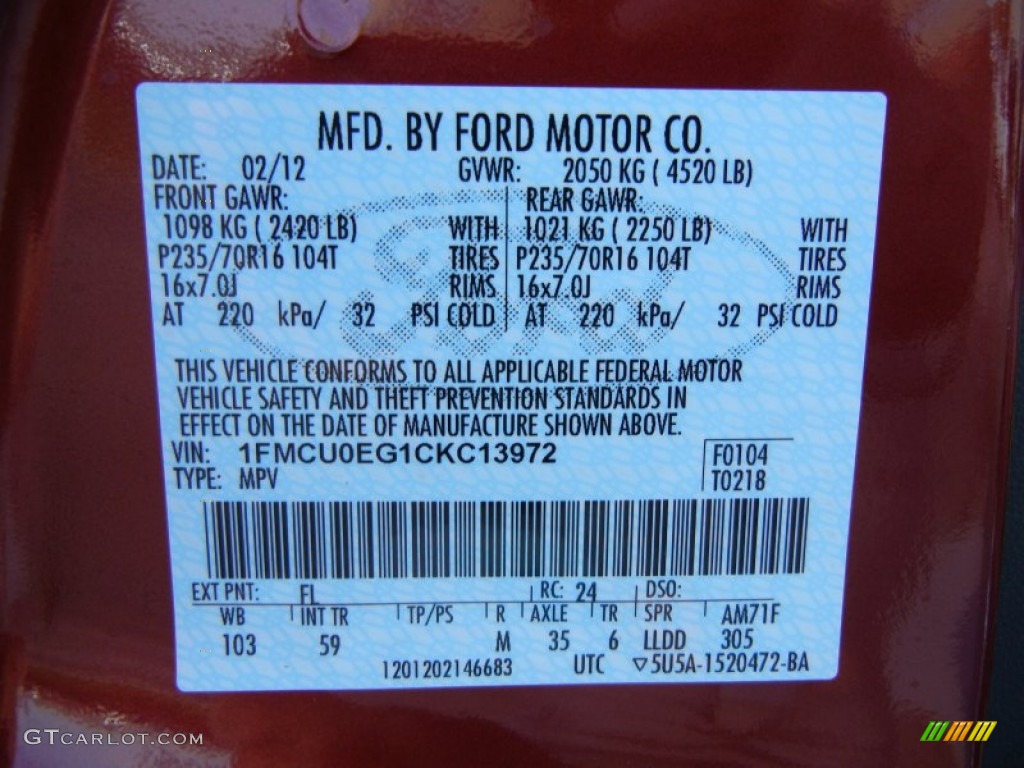 MFD. BY FORD MOTOR CO.
DATE: 02/12 GVWR: 2050 KG ( 4520 LB)
FRONT GAWR: REAR GAWR:
1098 KG ( 2420 LB) WITH 1021 KG ( 2250 LB) WITH
P235/70R16 104T TIRES P235/70R16 104T TIRES
16x7.0J RIMS 16x7.0J RIMS
AT 220 kPa/ 32 PSI COLD AT 220 kPa/ 32 PSI COLD
Ford
THIS VEHICLE CONFORMS TO ALL APPLICABLE FEDERAL MOTOR
VEHICLE SAFETY AND THEFT PREVENTION STANDARDS IN
EFFECT ON THE DATE OF MANUFACTURE SHOWN ABOVE.
VIN: 1FMCU0EG1CKC13972 F0104
TYPE: MPV T0218
EXT PNT: FL RC: 24 DSO:
WB INT TR TP/PS R AXLE TR SPR AM71F
103 59 M 35 6 LLDD 305
1201202146683 UTC ▽5U5A-1520472-BA
GTCARLOT.COM